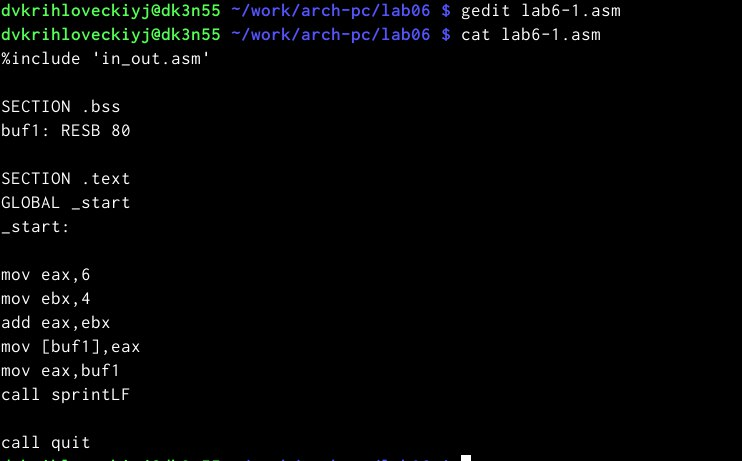 dvkrihloveckiyj@dk3n55 ~/work/arch-pc/lab06 $ gedit lab6-1.asm
dvkrihloveckiyj@dk3n55 ~/work/arch-pc/lab06 $ cat lab6-1.asm
%include 'in_out.asm'
SECTION .bss
buf1: RESB 80
SECTION .text
GLOBAL _start
_start:
mov eax,6
mov ebx,4
add eax,ebx
mov [buf1],eax
mov eax,buf1
call sprintLF
call quit